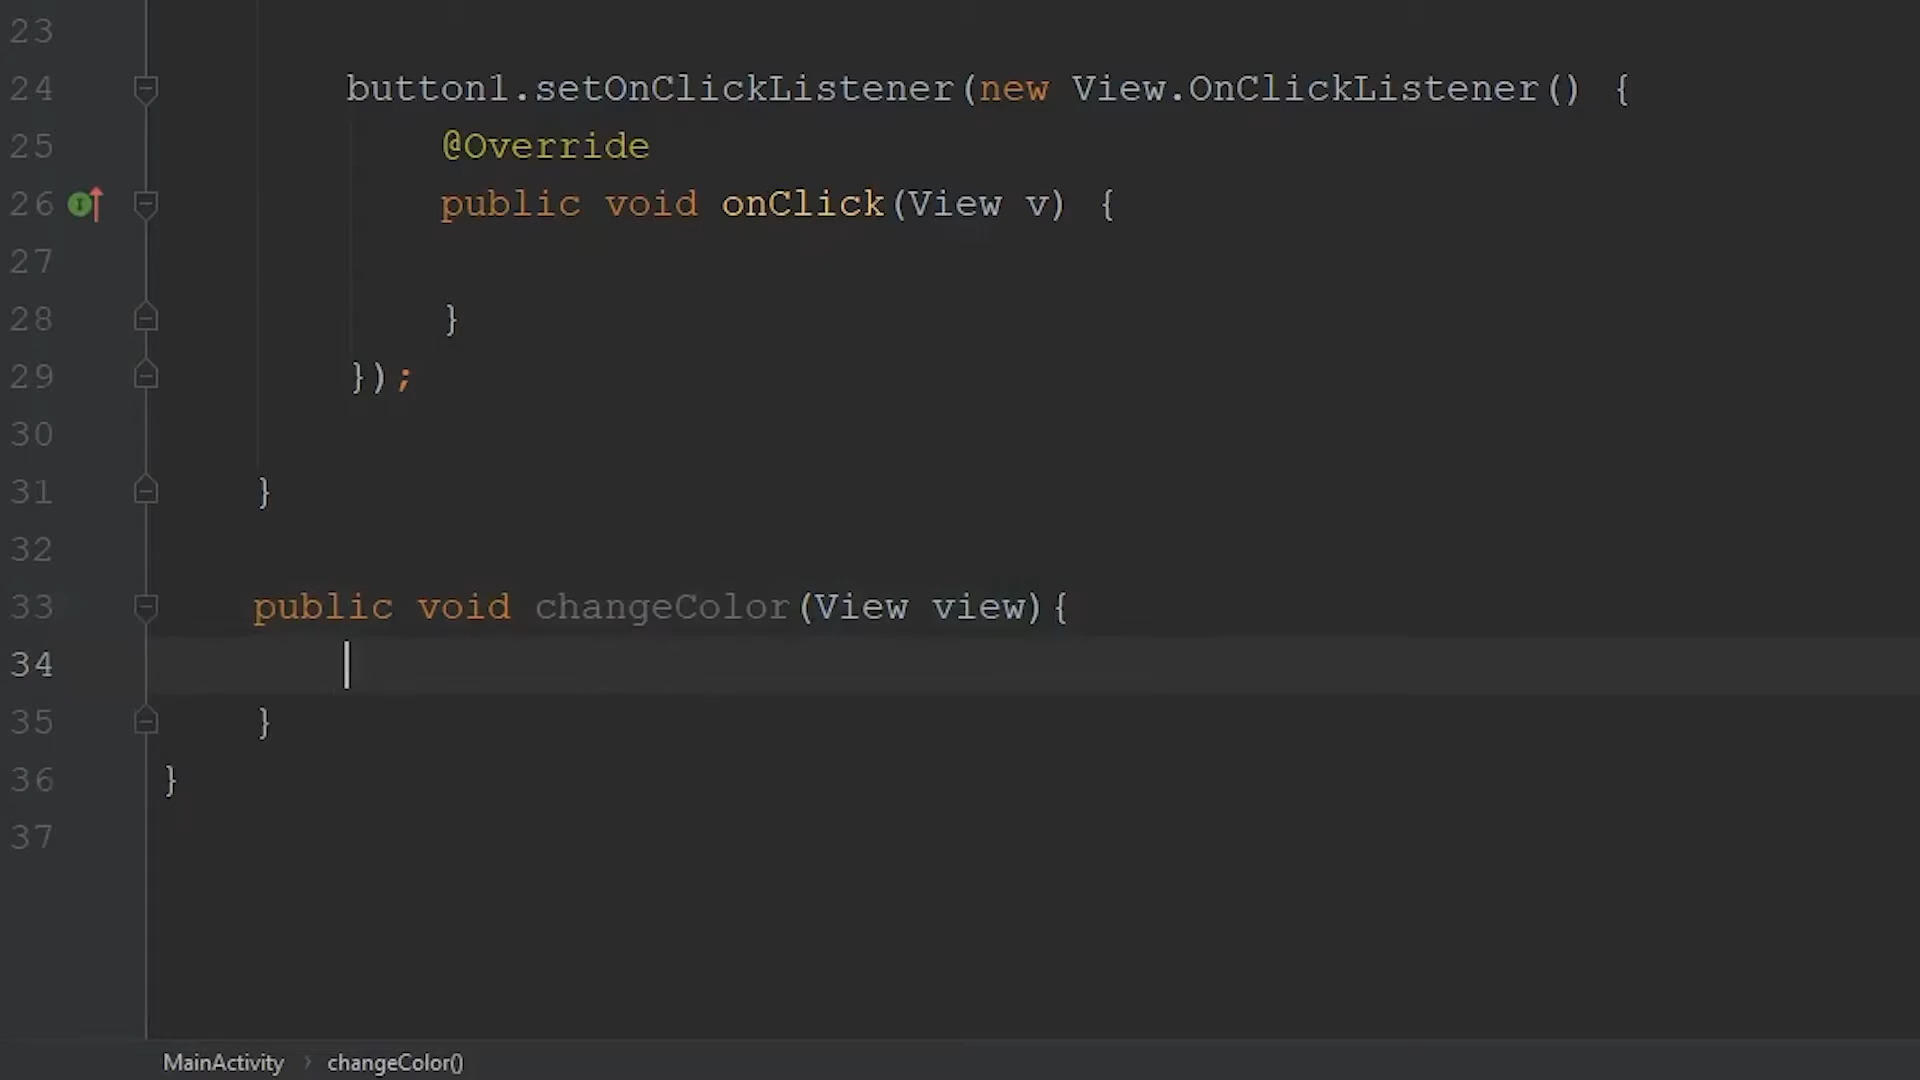 23
24 button1.setOnClickListener(new View.OnClickListener() {
25 @Override
26 public void onClick(View v) {
27
28 }
29 });
30
31 }
32
33 public void changeColor(View view){
34
35 }
36 }
37
MainActivity › changeColor()